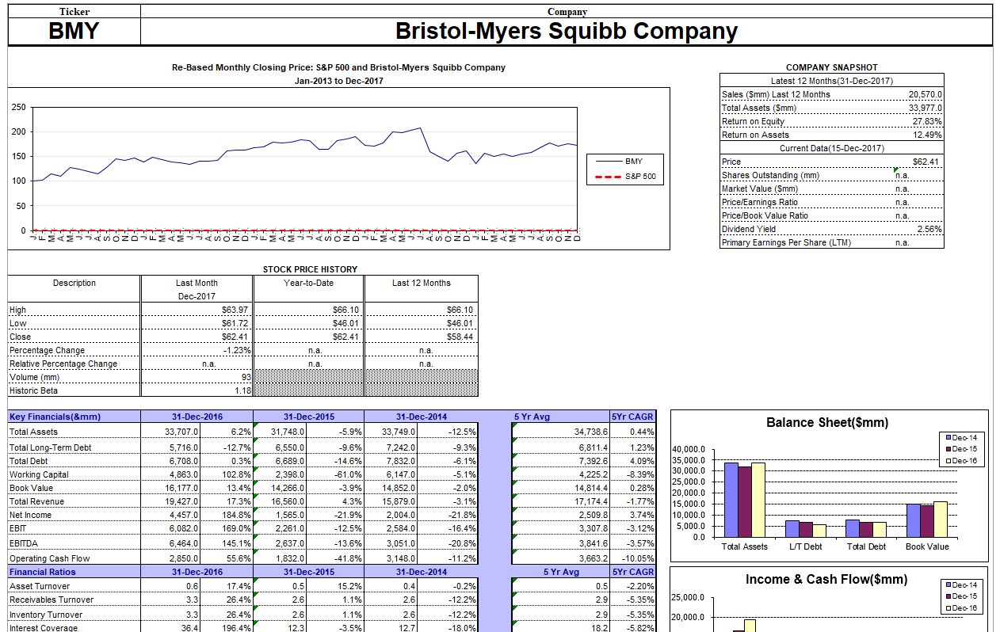 Ticker Company
BMY Bristol-Myers Squibb Company
Re-Based Monthly Closing Price: S&P 500 and Bristol-Myers Squibb Company
Jan-2013 to Dec-2017
250
200
150
100
50
0
J.. F.. M.. A.. M.. J.. J.. A.. S.. O.. N.. D.. J.. F.. M.. A.. M.. J.. J.. A.. S.. O.. N.. D.. J.. F.. M.. A.. M.. J.. J.. A.. S.. O.. N.. D.. J.. F.. M.. A.. M.. J.. J.. A.. S.. O.. N.. D.. J.. F.. M.. A.. M.. J.. J.. A.. S.. O.. N.. D..
BMY
S&P 500
COMPANY SNAPSHOT
Latest 12 Months(31-Dec-2017)
Sales ($mm) Last 12 Months 20,570.0
Total Assets ($mm) 33,977.0
Return on Equity 27.83%
Return on Assets 12.49%
Current Data(15-Dec-2017)
Price $62.41
Shares Outstanding (mm) n.a.
Market Value ($mm) n.a.
Price/Earnings Ratio n.a.
Price/Book Value Ratio n.a.
Dividend Yield 2.56%
Primary Earnings Per Share (LTM) n.a.
STOCK PRICE HISTORY
Description Last Month Year-to-Date Last 12 Months
Dec-2017
High $63.97 $66.10 $66.10
Low $61.72 $46.01 $46.01
Close $62.41 $62.41 $58.44
Percentage Change -1.23% n.a. n.a.
Relative Percentage Change n.a. n.a. n.a.
Volume (mm) 93
Historic Beta 1.18
Key Financials(&mm) 31-Dec-2016 31-Dec-2015 31-Dec-2014 5 Yr Avg 5Yr CAGR
Total Assets 33,707.0 6.2% 31,748.0 -5.9% 33,749.0 -12.5% 34,738.6 0.44%
Total Long-Term Debt 5,716.0 -12.7% 6,550.0 -9.6% 7,242.0 -9.3% 6,811.4 1.23%
Total Debt 6,708.0 0.3% 6,689.0 -14.6% 7,832.0 -6.1% 7,392.6 4.09%
Working Capital 4,863.0 102.8% 2,398.0 -61.0% 6,147.0 -5.1% 4,225.2 -8.39%
Book Value 16,177.0 13.4% 14,266.0 -3.9% 14,852.0 -2.0% 14,814.4 0.28%
Total Revenue 19,427.0 17.3% 16,560.0 4.3% 15,879.0 -3.1% 17,174.4 -1.77%
Net Income 4,457.0 184.8% 1,565.0 -21.9% 2,004.0 -21.8% 2,509.8 3.74%
EBIT 6,082.0 169.0% 2,261.0 -12.5% 2,584.0 -16.4% 3,307.8 -3.12%
EBITDA 6,464.0 145.1% 2,637.0 -13.6% 3,051.0 -20.8% 3,841.6 -3.57%
Operating Cash Flow 2,850.0 55.6% 1,832.0 -41.8% 3,148.0 -11.2% 3,663.2 -10.05%
Financial Ratios 31-Dec-2016 31-Dec-2015 31-Dec-2014 5 Yr Avg 5Yr CAGR
Asset Turnover 0.6 17.4% 0.5 15.2% 0.4 -0.2% 0.5 -2.20%
Receivables Turnover 3.3 26.4% 2.6 1.1% 2.6 -12.2% 2.9 -5.35%
Inventory Turnover 3.3 26.4% 2.6 1.1% 2.6 -12.2% 2.9 -5.35%
Interest Coverage 36.4 196.4% 12.3 -3.5% 12.7 -18.0% 18.2 -5.82%
Balance Sheet($mm)
Dec-14
Dec-15
Dec-16
40,000.0
35,000.0
30,000.0
25,000.0
20,000.0
15,000.0
10,000.0
5,000.0
0.0
Total Assets L/T Debt Total Debt Book Value
Income & Cash Flow($mm)
Dec-14
Dec-15
Dec-16
25,000.0
20,000.0